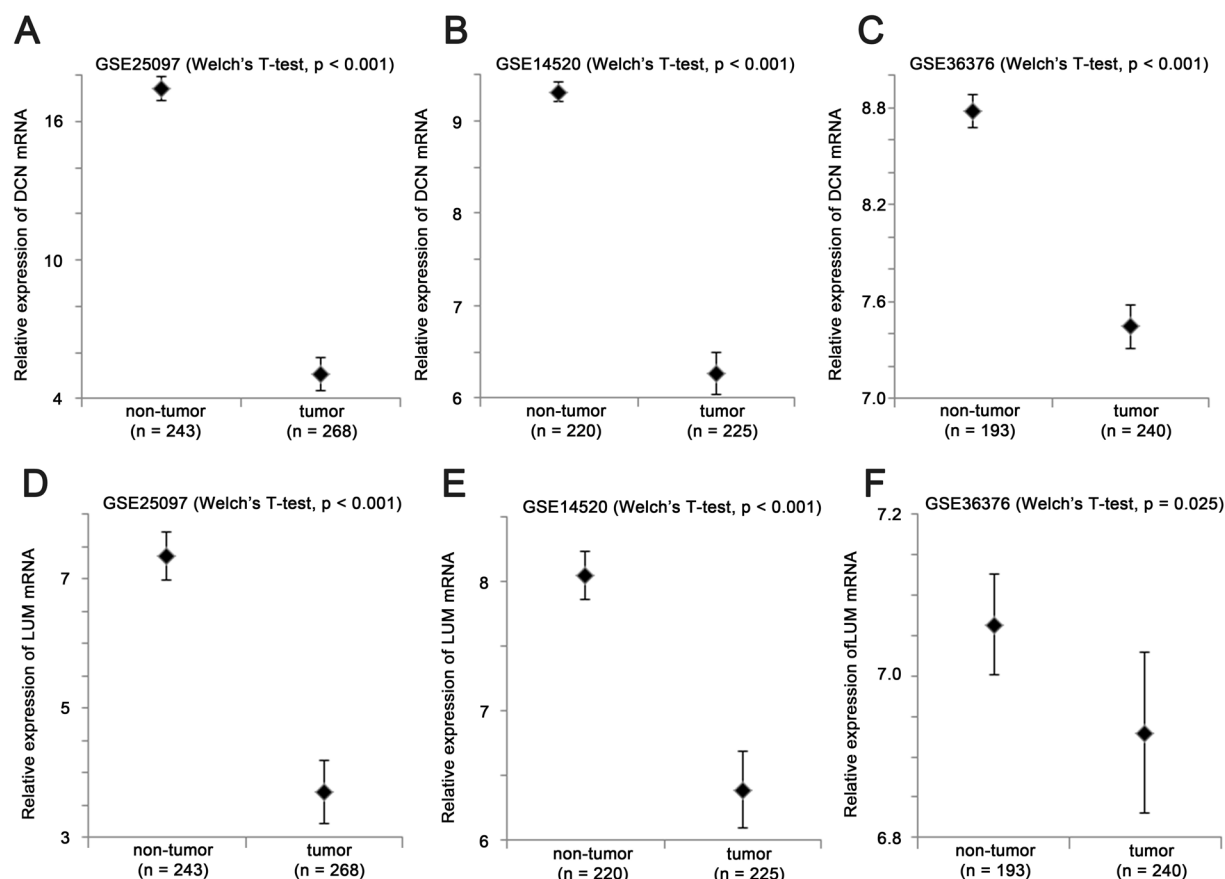 A
GSE25097 (Welch's T-test, p < 0.001)
Relative expression of DCN mRNA
16
10
4
non-tumor
(n = 243)
tumor
(n = 268)
B
GSE14520 (Welch's T-test, p < 0.001)
Relative expression of DCN mRNA
9
8
7
6
non-tumor
(n = 220)
tumor
(n = 225)
C
GSE36376 (Welch's T-test, p < 0.001)
Relative expression of DCN mRNA
8.8
8.2
7.6
7.0
non-tumor
(n = 193)
tumor
(n = 240)
D
GSE25097 (Welch's T-test, p < 0.001)
Relative expression of LUM mRNA
7
5
3
non-tumor
(n = 243)
tumor
(n = 268)
E
GSE14520 (Welch's T-test, p < 0.001)
Relative expression of LUM mRNA
8
7
6
non-tumor
(n = 220)
tumor
(n = 225)
F
GSE36376 (Welch's T-test, p = 0.025)
Relative expression ofLUM mRNA
7.2
7.0
6.8
non-tumor
(n = 193)
tumor
(n = 240)